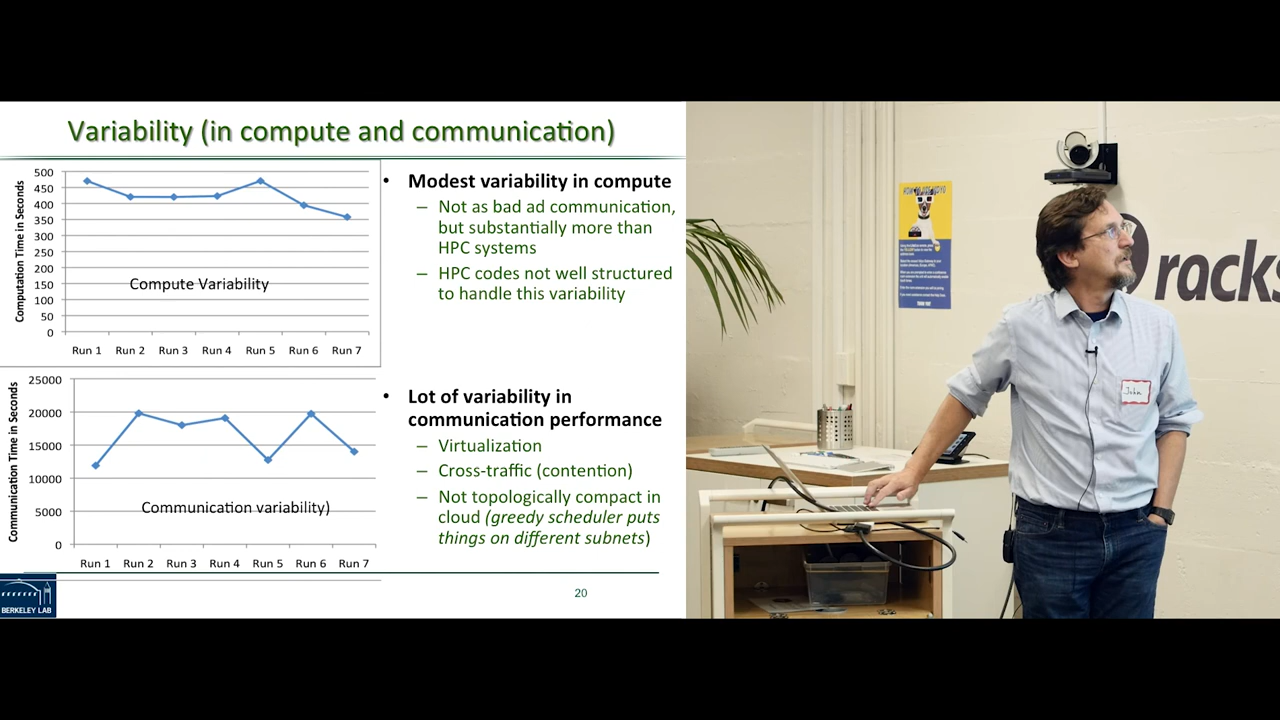 Variability (in compute and communication)
Computation Time in Seconds
500
450
400
350
300
250
200
150
100
50
0
Compute Variability
Run 1 Run 2 Run 3 Run 4 Run 5 Run 6 Run 7
• Modest variability in compute
– Not as bad ad communication,
but substantially more than
HPC systems
– HPC codes not well structured
to handle this variability
Communication Time in Seconds
25000
20000
15000
10000
5000
0
Communication variability)
Run 1 Run 2 Run 3 Run 4 Run 5 Run 6 Run 7
• Lot of variability in
communication performance
– Virtualization
– Cross-traffic (contention)
– Not topologically compact in
cloud (greedy scheduler puts
things on different subnets)
BERKELEY LAB
20
HOW TO USE VIDYO
racks
John